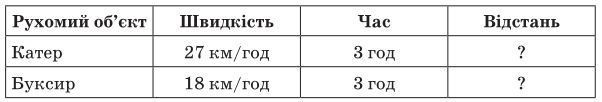 Рухомий об’єкт Швидкість Час Відстань
Катер 27 км/год 3 год ?
Буксир 18 км/год 3 год ?